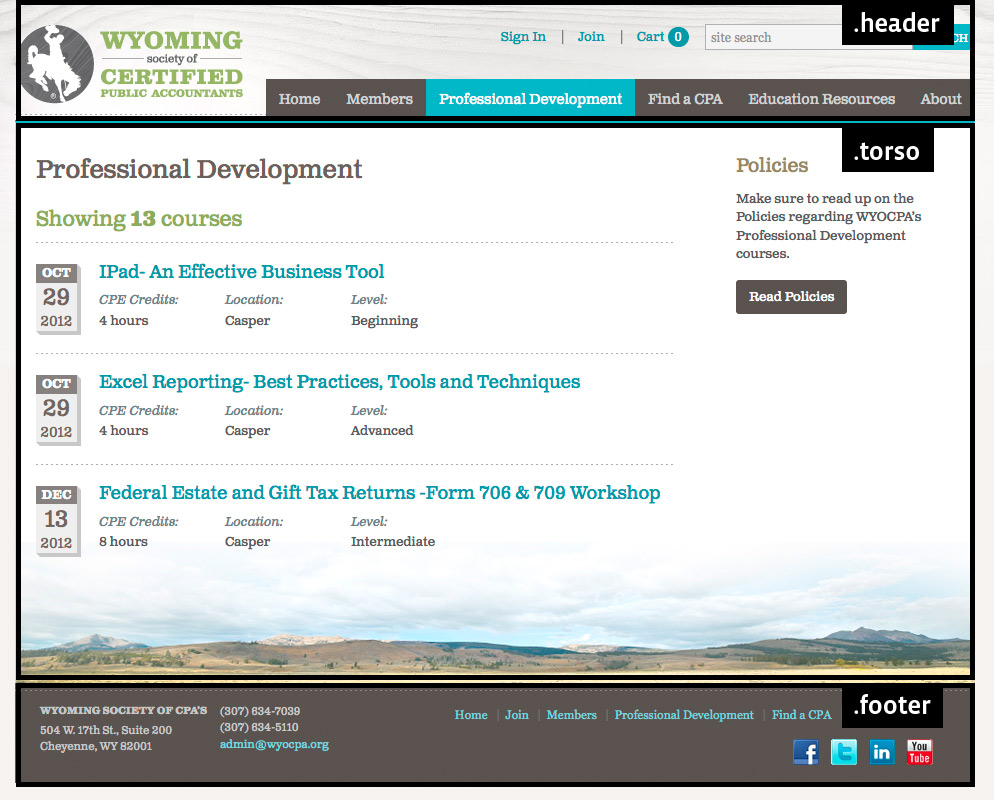 .header
WYOMING
society of
CERTIFIED
PUBLIC ACCOUNTANTS
Sign In | Join | Cart 0
site search
CH
Home Members Professional Development Find a CPA Education Resources About
.torso
Professional Development
Showing 13 courses
OCT
29
2012
IPad- An Effective Business Tool
CPE Credits: Location: Level:
4 hours Casper Beginning
OCT
29
2012
Excel Reporting- Best Practices, Tools and Techniques
CPE Credits: Location: Level:
4 hours Casper Advanced
DEC
13
2012
Federal Estate and Gift Tax Returns -Form 706 & 709 Workshop
CPE Credits: Location: Level:
8 hours Casper Intermediate
Policies
Make sure to read up on the
Policies regarding WYOCPA's
Professional Development
courses.
Read Policies
.footer
WYOMING SOCIETY OF CPA'S
504 W. 17th St., Suite 200
Cheyenne, WY 82001
(307) 634-7039
(307) 634-5110
admin@wyocpa.org
Home | Join | Members | Professional Development | Find a CPA
f t in You Tube